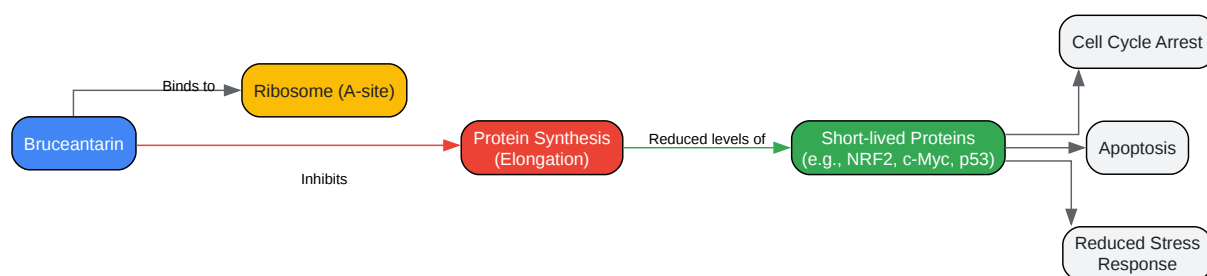 Cell Cycle Arrest
Binds to
Ribosome (A-site)
Bruceantarin
Protein Synthesis
(Elongation)
Reduced levels of
Short-lived Proteins
(e.g., NRF2, c-Myc, p53)
Apoptosis
Inhibits
Reduced Stress
Response